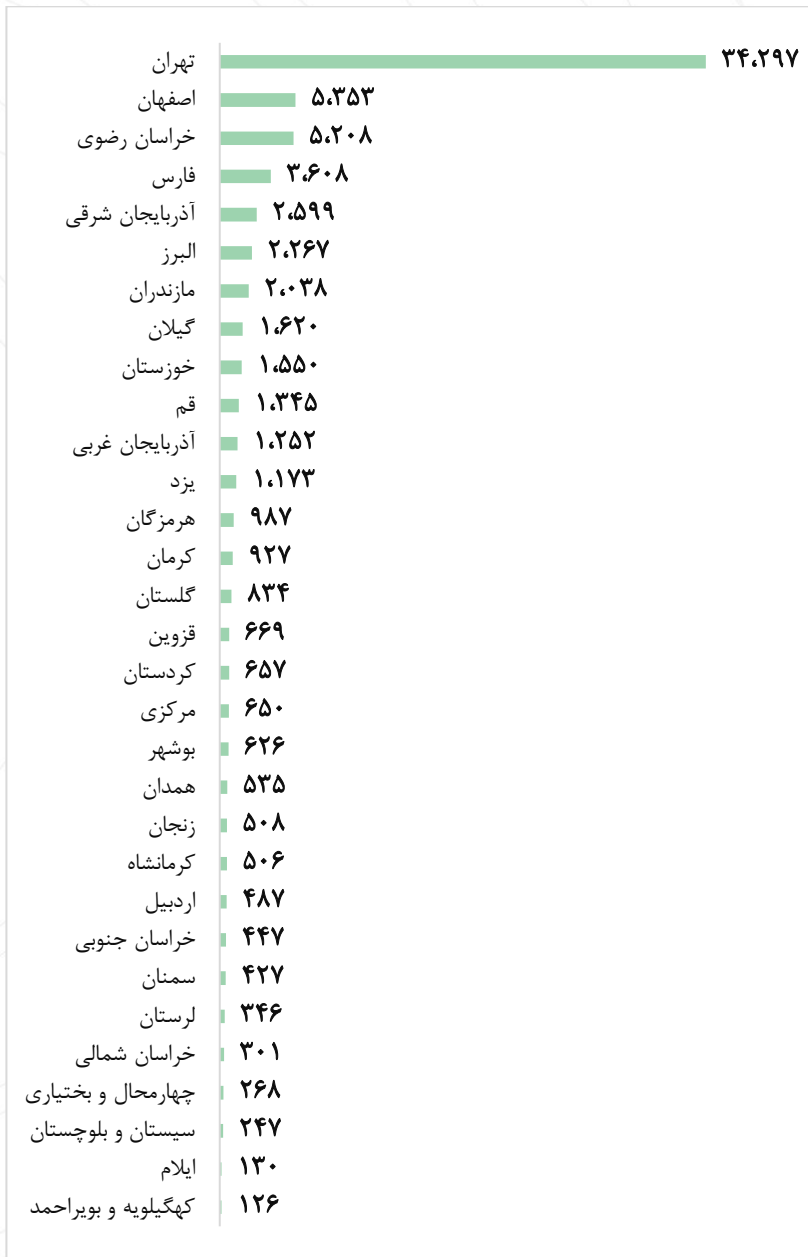 تهران ۳۴،۲۹۷
اصفهان ۵،۳۵۳
خراسان رضوی ۵،۲۰۸
فارس ۳،۶۰۸
آذربایجان شرقی ۲،۵۹۹
البرز ۲،۲۶۷
مازندران ۲،۰۳۸
گیلان ۱،۶۲۰
خوزستان ۱،۵۵۰
قم ۱،۳۴۵
آذربایجان غربی ۱،۲۵۲
یزد ۱،۱۷۳
هرمزگان ۹۸۷
کرمان ۹۲۷
گلستان ۸۳۴
قزوین ۶۶۹
کردستان ۶۵۷
مرکزی ۶۵۰
بوشهر ۶۲۶
همدان ۵۳۵
زنجان ۵۰۸
کرمانشاه ۵۰۶
اردبیل ۴۸۷
خراسان جنوبی ۴۴۷
سمنان ۴۲۷
لرستان ۳۴۶
خراسان شمالی ۳۰۱
چهارمحال و بختیاری ۲۶۸
سیستان و بلوچستان ۲۴۷
ایلام ۱۳۰
کهگیلویه و بویراحمد ۱۲۶